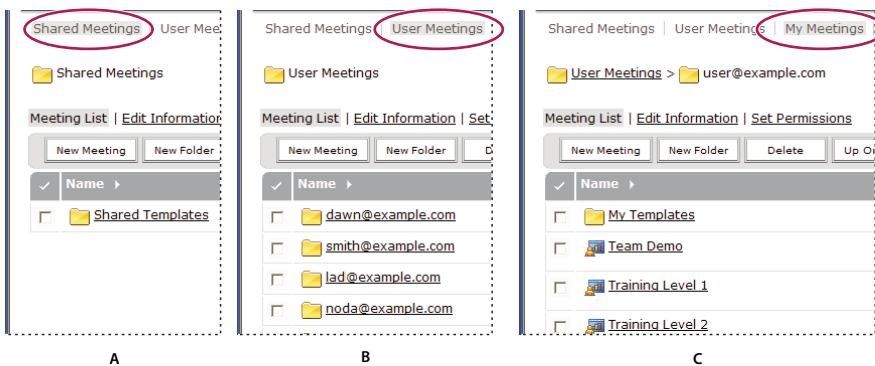 Shared Meetings User Mee
Shared Meetings
Meeting List | Edit Information
New Meeting New Folder
Name
Shared Templates
A
Shared Meetings | User Meetings
User Meetings
Meeting List | Edit Information | Set
New Meeting New Folder D
Name
dawn@example.com
smith@example.com
lad@example.com
noda@example.com
B
Shared Meetings | User Meetings | My Meetings
User Meetings > user@example.com
Meeting List | Edit Information | Set Permissions
New Meeting New Folder Delete Up O
Name
My Templates
Team Demo
Training Level 1
Training Level 2
C